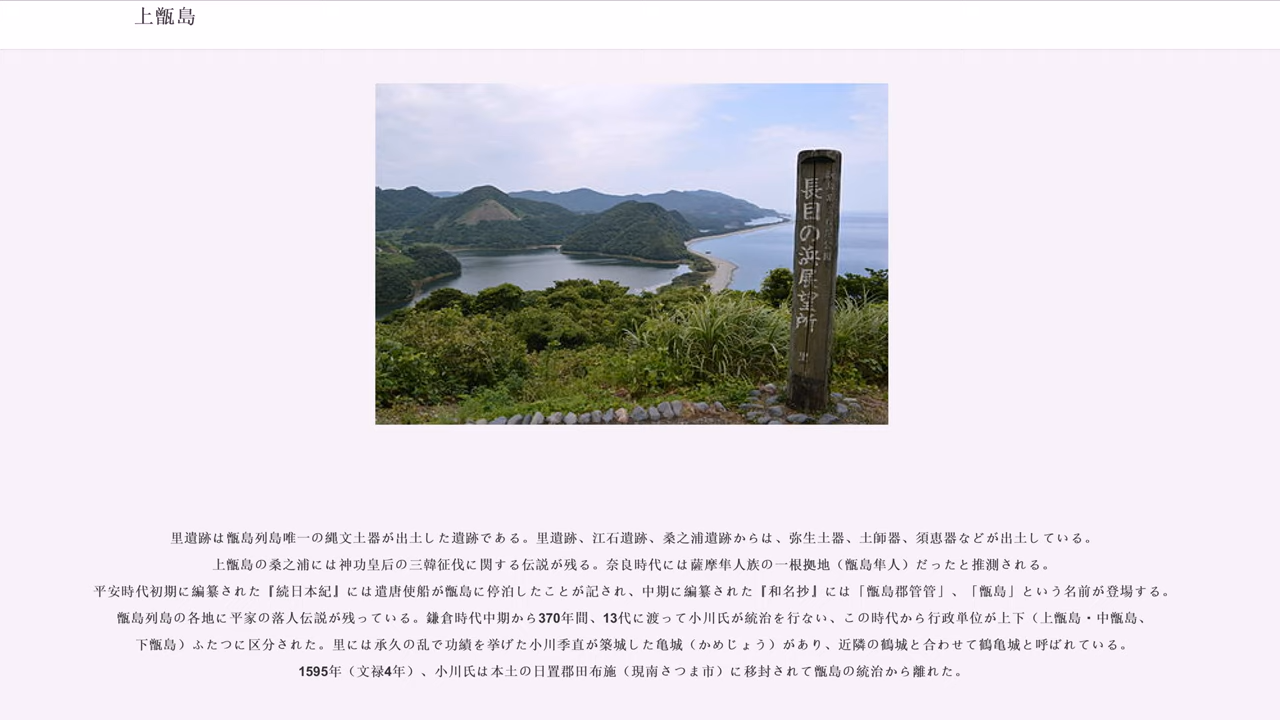 上甑島
長目の浜展望所
里
里遺跡は甑島列島唯一の縄文土器が出土した遺跡である。里遺跡、江石遺跡、桑之浦遺跡からは、弥生土器、土師器、須恵器などが出土している。
上甑島の桑之浦には神功皇后の三韓征伐に関する伝説が残る。奈良時代には薩摩隼人族の一根拠地（甑島隼人）だったと推測される。
平安時代初期に編纂された『続日本紀』には遣唐使船が甑島に停泊したことが記され、中期に編纂された『和名抄』には「甑島郡管管」、「甑島」という名前が登場する。
甑島列島の各地に平家の落人伝説が残っている。鎌倉時代中期から370年間、13代に渡って小川氏が統治を行ない、この時代から行政単位が上下（上甑島・中甑島、
下甑島）ふたつに区分された。里には承久の乱で功績を挙げた小川季直が築城した亀城（かめじょう）があり、近隣の鶴城と合わせて鶴亀城と呼ばれている。
1595年（文禄4年）、小川氏は本土の日置郡田布施（現南さつま市）に移封されて甑島の統治から離れた。